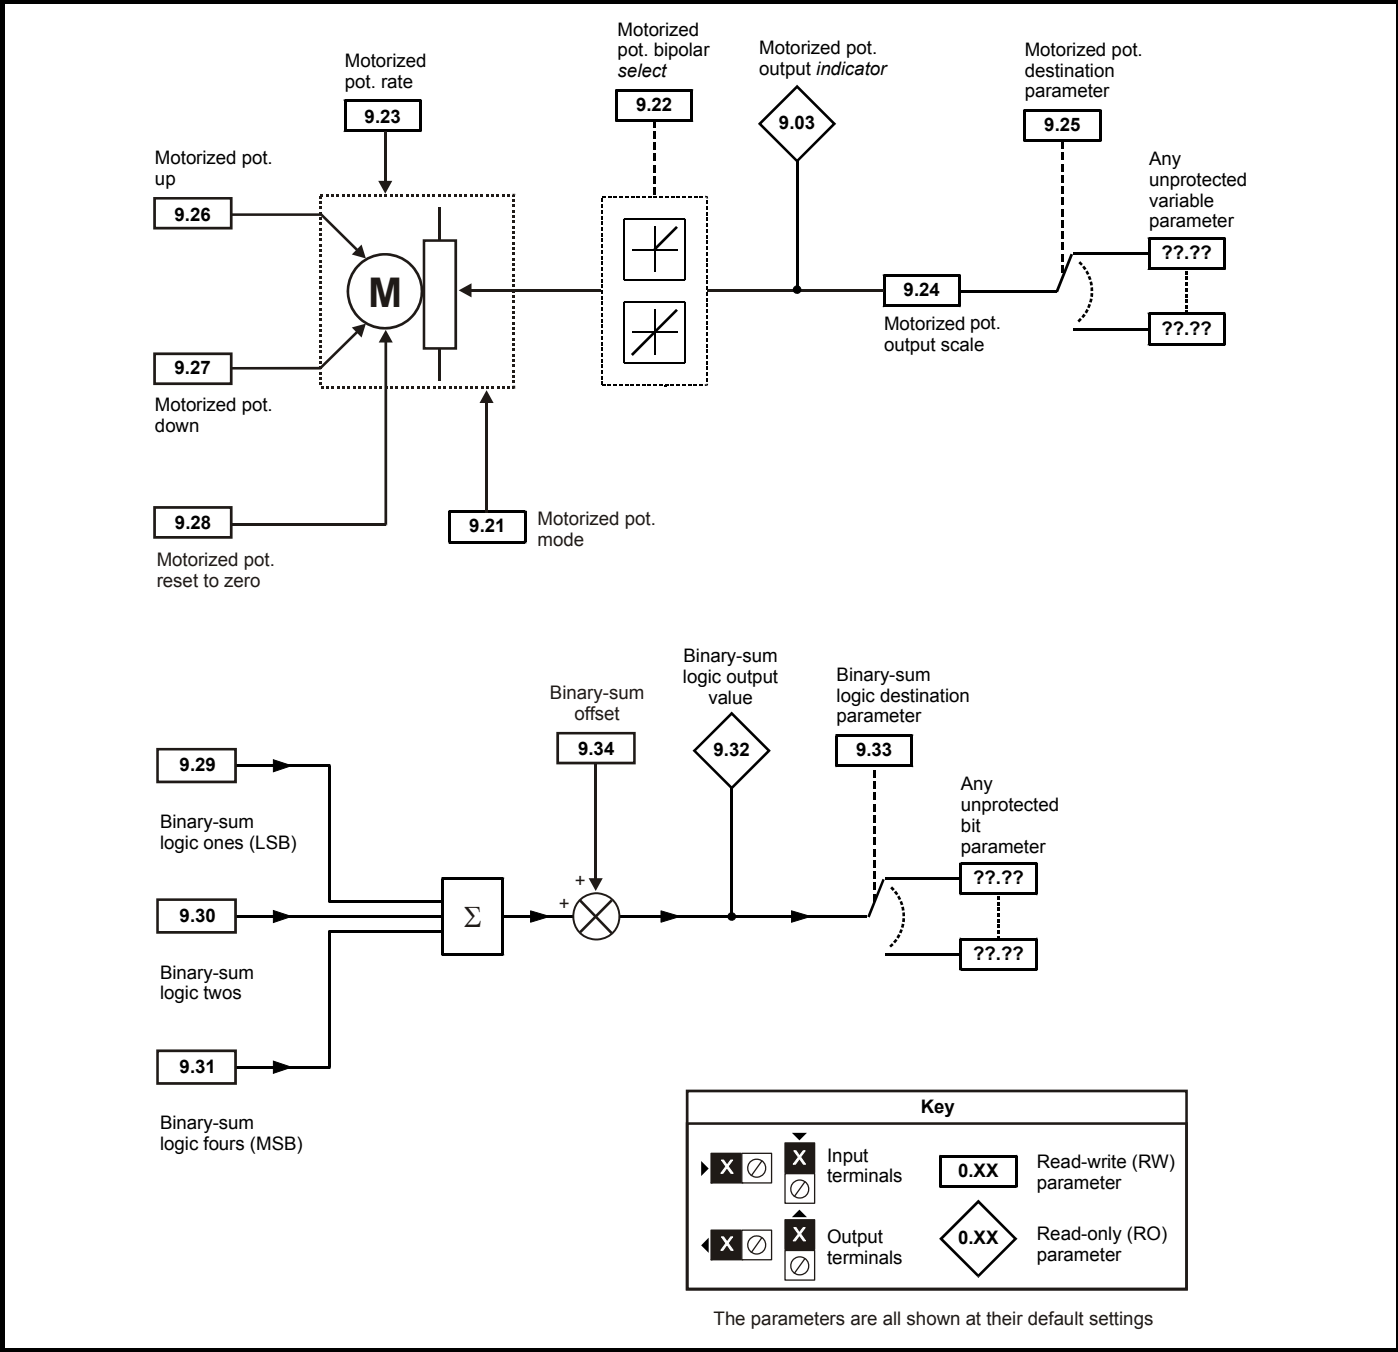 Motorized
pot. rate
9.23
Motorized
pot. bipolar
select
9.22
Motorized pot.
output indicator
9.03
Motorized pot.
destination
parameter
9.25
Any
unprotected
variable
parameter
??.??
??.??
Motorized pot.
up
9.26
M
9.24
Motorized pot.
output scale
9.27
Motorized pot.
down
9.28
Motorized pot.
reset to zero
9.21
Motorized pot.
mode
Binary-sum
offset
9.34
Binary-sum
logic output
value
9.32
Binary-sum
logic destination
parameter
9.33
Any
unprotected
bit
parameter
??.??
??.??
9.29
Binary-sum
logic ones (LSB)
9.30
Binary-sum
logic twos
9.31
Binary-sum
logic fours (MSB)
Σ
+
+
Key
X
X
Input
terminals
0.XX
Read-write (RW)
parameter
X
X
Output
terminals
0.XX
Read-only (RO)
parameter
The parameters are all shown at their default settings